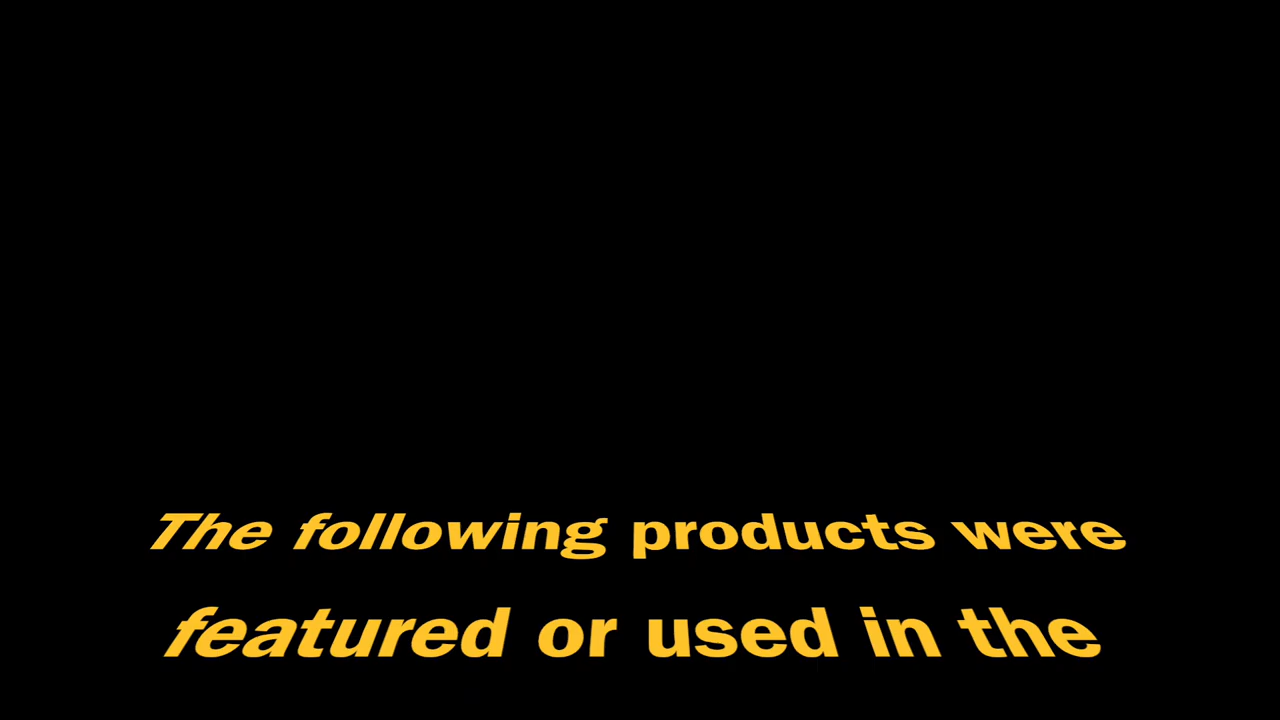 The following products were
featured or used in the